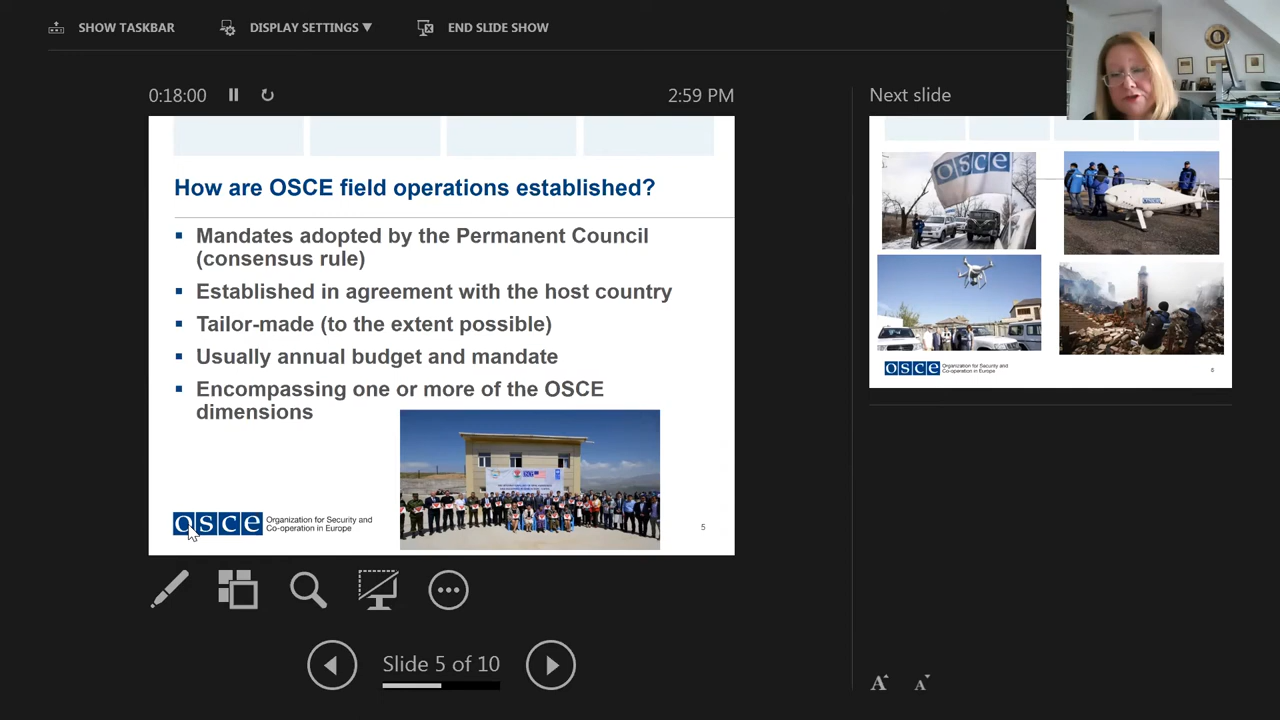 SHOW TASKBAR
DISPLAY SETTINGS ▼
END SLIDE SHOW
0:18:00
2:59 PM
Next slide
How are OSCE field operations established?
▪ Mandates adopted by the Permanent Council
(consensus rule)
▪ Established in agreement with the host country
▪ Tailor-made (to the extent possible)
▪ Usually annual budget and mandate
▪ Encompassing one or more of the OSCE
dimensions
osce
Organization for Security and
Co-operation in Europe
5
OSCE
osce
Organization for Security and
Co-operation in Europe
Slide 5 of 10
A A